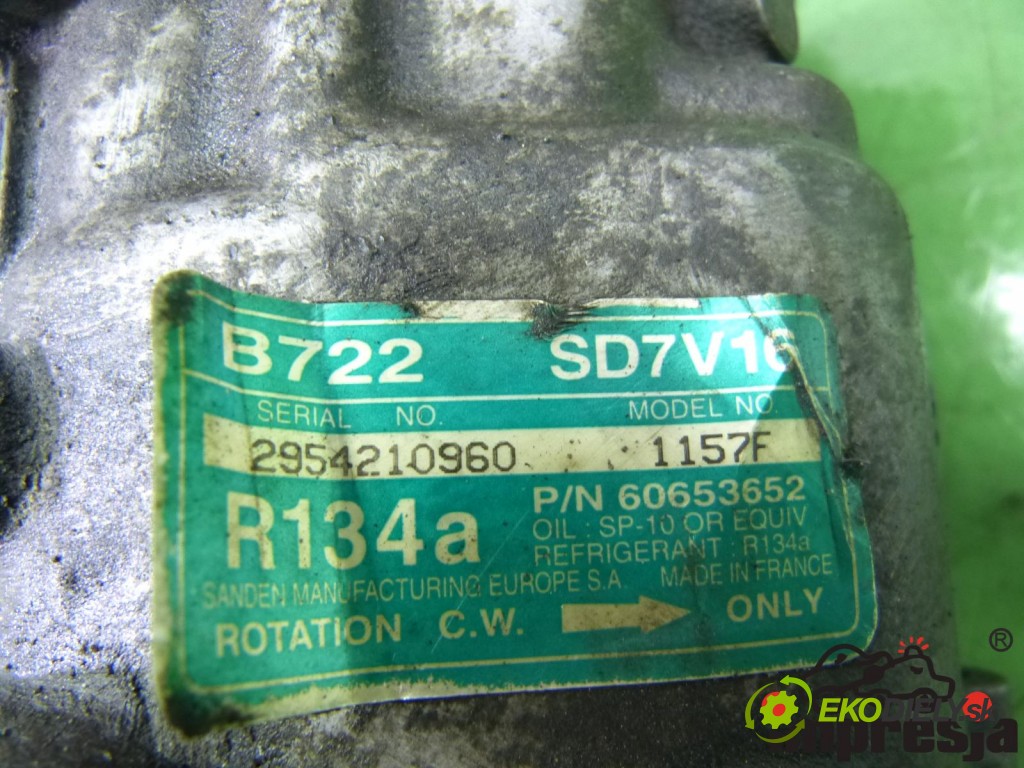 B722 SD7V16
SERIAL NO. MODEL NO.
2954210960 1157F
R134a P/N 60653652
OIL : SP-10 OR EQUIV
REFRIGERANT : R134a
SANDEN MANUFACTURING EUROPE S.A. MADE IN FRANCE
ROTATION C.W. ONLY
®
EKO
sk